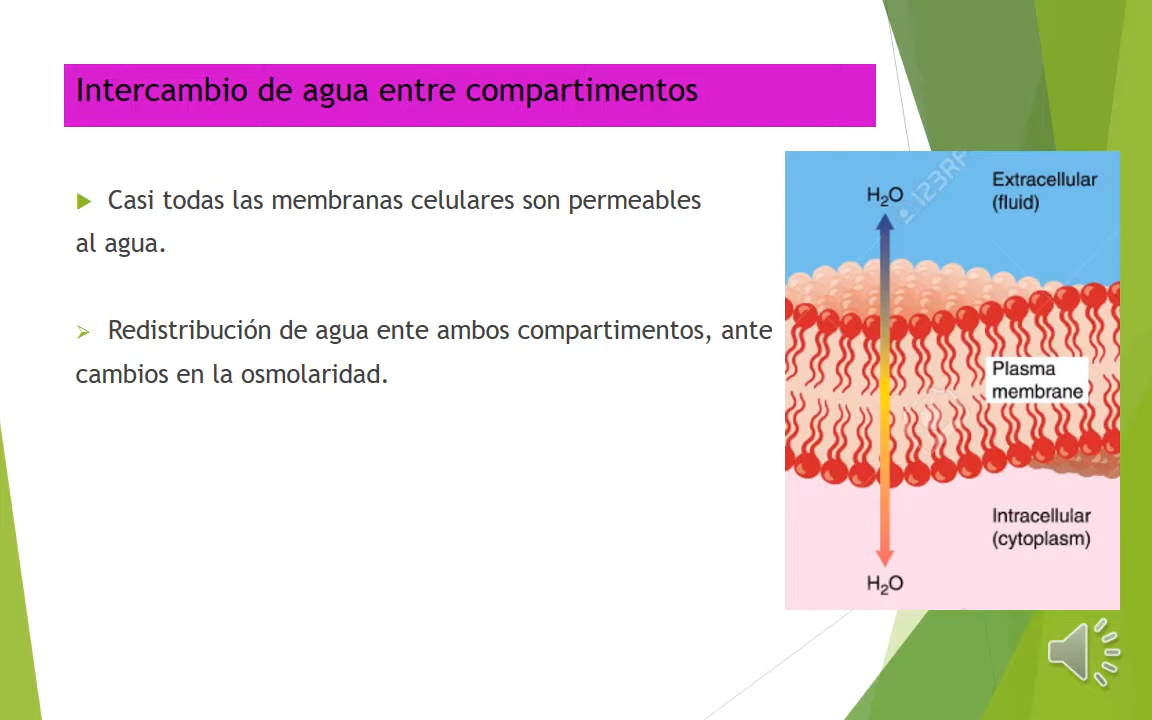 Intercambio de agua entre compartimentos
Casi todas las membranas celulares son permeables
al agua.
Redistribución de agua ente ambos compartimentos, ante
cambios en la osmolaridad.
H₂O
Extracellular
(fluid)
123RF
Plasma
membrane
Intracellular
(cytoplasm)
H₂O